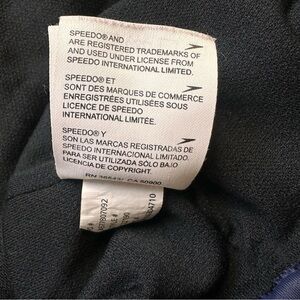 SPEEDO® AND
ARE REGISTERED TRADEMARKS OF
AND USED UNDER LICENSE FROM
SPEEDO INTERNATIONAL LIMITED.
SPEEDO® ET
SONT DES MARQUES DE COMMERCE
ENREGISTRÉES UTILISÉES SOUS
LICENCE DE SPEEDO
INTERNATIONAL LIMITÉE.
SPEEDO® Y
SON LAS MARCAS REGISTRADAS DE
SPEEDO INTERNACIONAL LIMITADO.
PARA SER UTILIZADA SÓLO BAJO
LICENCIA DE COPYRIGHT.
RN